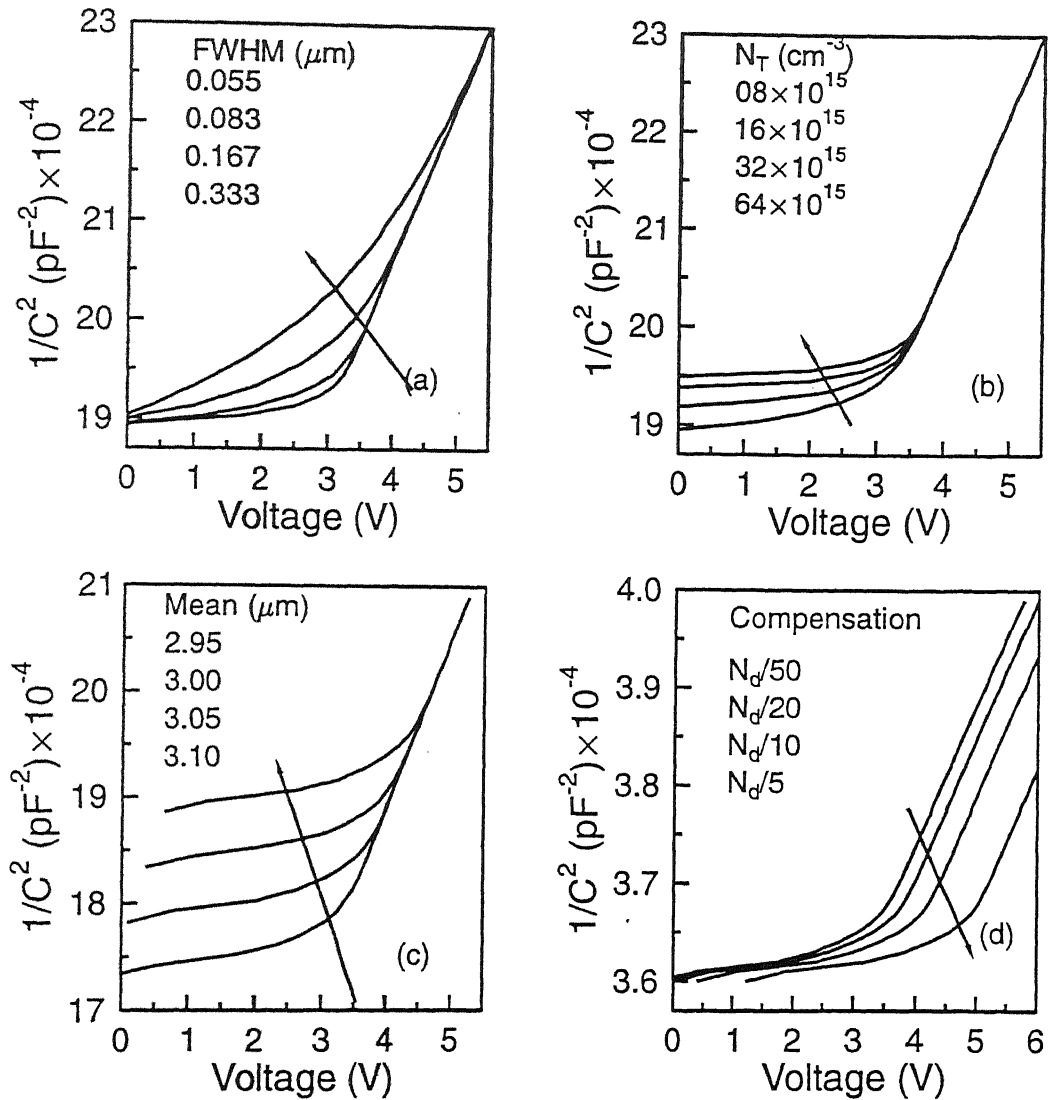 23
22
21
20
19
1/C² (pF⁻²)×10⁻⁴
FWHM (μm)
0.055
0.083
0.167
0.333
(a)
0 1 2 3 4 5
Voltage (V)
23
22
21
20
19
1/C² (pF⁻²)×10⁻⁴
N_T (cm⁻³)
08×10¹⁵
16×10¹⁵
32×10¹⁵
64×10¹⁵
(b)
0 1 2 3 4 5
Voltage (V)
21
20
19
18
17
1/C² (pF⁻²)×10⁻⁴
Mean (μm)
2.95
3.00
3.05
3.10
(c)
0 1 2 3 4 5
Voltage (V)
4.0
3.9
3.8
3.7
3.6
1/C² (pF⁻²)×10⁻⁴
Compensation
N_d/50
N_d/20
N_d/10
N_d/5
(d)
0 1 2 3 4 5 6
Voltage (V)